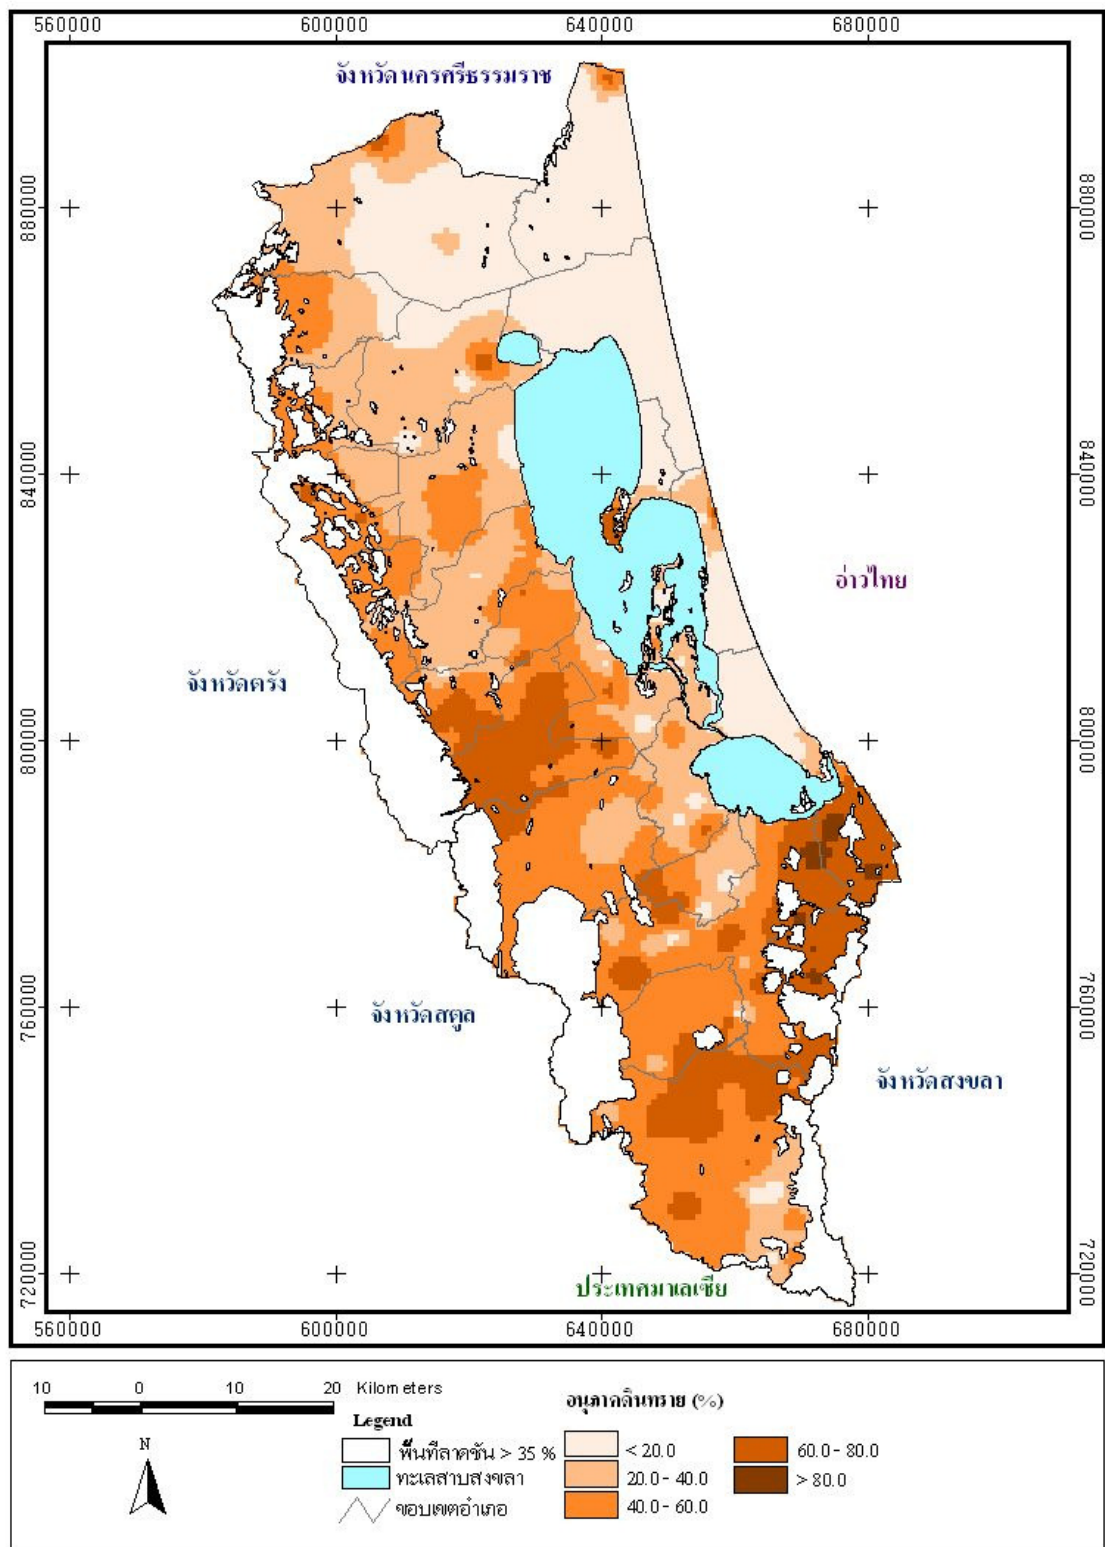 560000 600000 640000 680000
จังหวัดนครศรีธรรมราช
880000 880000
840000 840000
อ่าวไทย
จังหวัดตรัง
800000 800000
760000 760000
จังหวัดสตูล
จังหวัดสงขลา
720000 720000
ประเทศมาเลเซีย
560000 600000 640000 680000
10 0 10 20 Kilometers
N
Legend
พื้นที่ลาดชัน > 35 %
ทะเลสาบสงขลา
ขอบเขตอำเภอ
อนุภาคดินทราย (%)
< 20.0
20.0 - 40.0
40.0 - 60.0
60.0 - 80.0
> 80.0